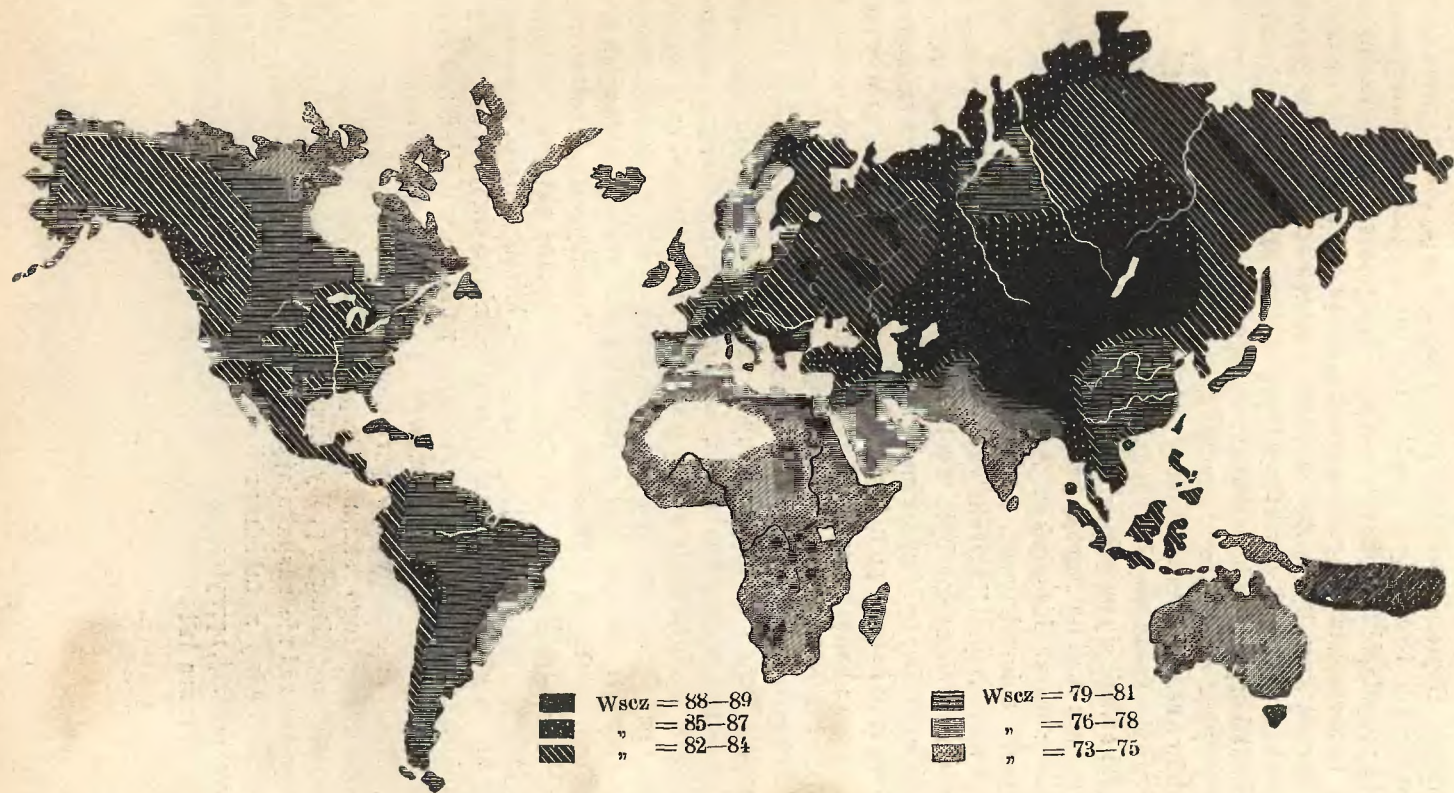 Wscz = 88—89
„ = 85—87
„ = 82—84
Wscz = 79—81
„ = 76—78
„ = 73—75